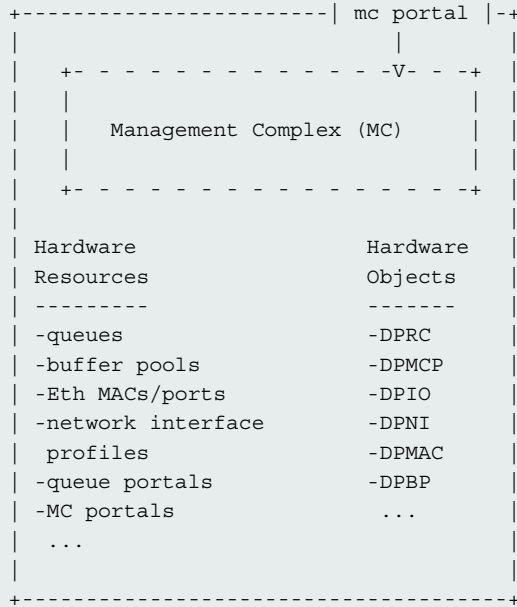 +--------------------------| mc portal |-+
|                                |         |
|   +- - - - - - - - - - - - - -V- - -+   |
|   |                                  |   |
|   |   Management Complex (MC)        |   |
|   |                                  |   |
|   +- - - - - - - - - - - - - - - - -+   |
|                                          |
| Hardware                    Hardware     |
| Resources                   Objects      |
| ---------                   -------      |
| -queues                     -DPRC        |
| -buffer pools               -DPMCP       |
| -Eth MACs/ports             -DPIO        |
| -network interface          -DPNI        |
|  profiles                   -DPMAC       |
| -queue portals              -DPBP        |
| -MC portals                  ...         |
|  ...                                     |
|                                          |
+------------------------------------------+